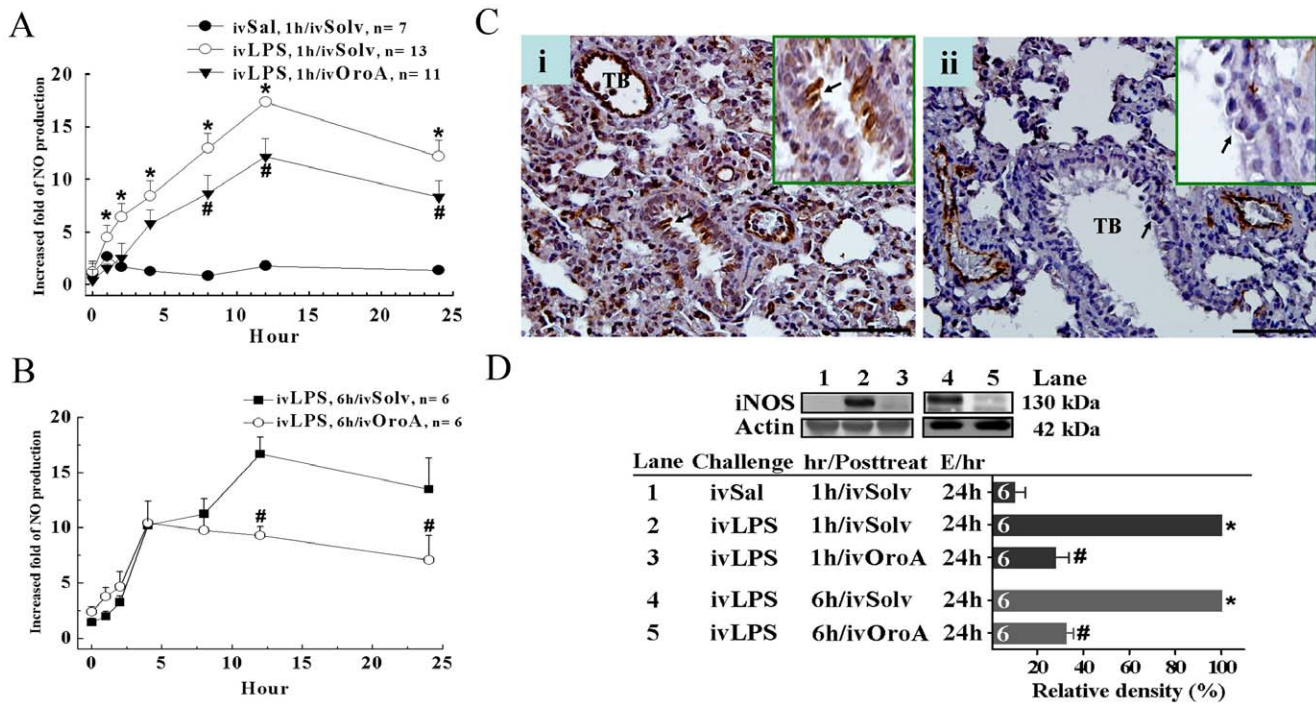 A
ivSal, 1h/ivSolv, n= 7
ivLPS, 1h/ivSolv, n= 13
ivLPS, 1h/ivOroA, n= 11
Increased fold of NO production
20
15
10
5
0
* * * * * *
# # #
0 5 10 15 20 25
Hour
B
ivLPS, 6h/ivSolv, n= 6
ivLPS, 6h/ivOroA, n= 6
Increased fold of NO production
20
15
10
5
0
# #
0 5 10 15 20 25
Hour
C
i
TB
ii
TB
D
1 2 3 4 5 Lane
iNOS 130 kDa
Actin 42 kDa
Lane Challenge hr/Posttreat E/hr
1 ivSal 1h/ivSolv 24h 6
2 ivLPS 1h/ivSolv 24h 6 *
3 ivLPS 1h/ivOroA 24h 6 #
4 ivLPS 6h/ivSolv 24h 6 *
5 ivLPS 6h/ivOroA 24h 6 #
20 40 60 80 100
Relative density (%)